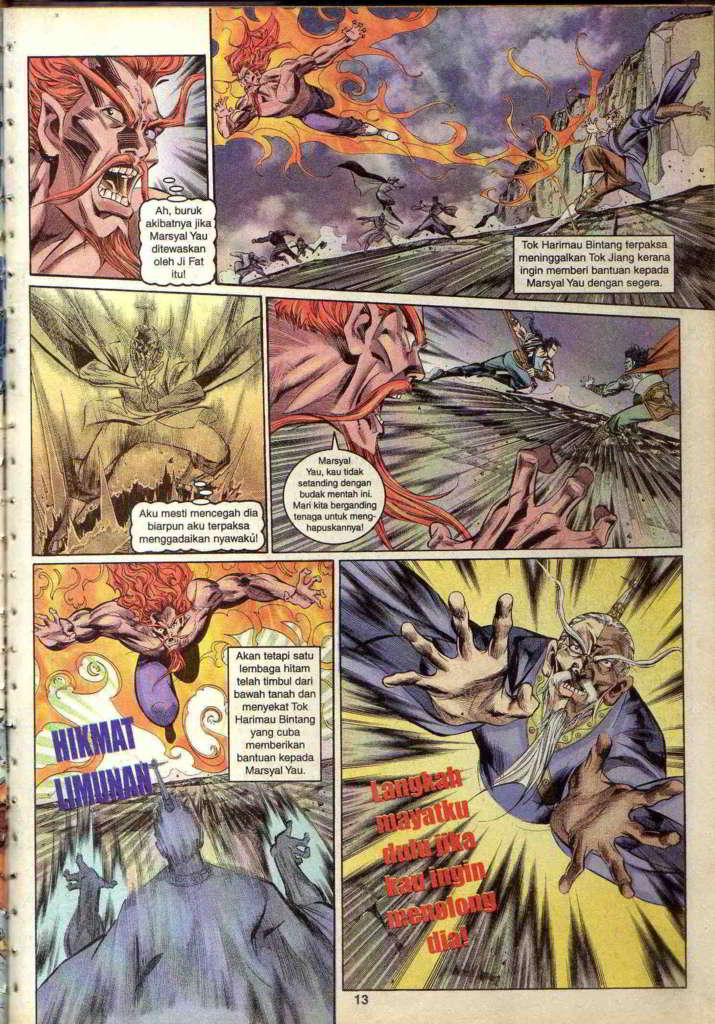 Ah, buruk
akibatnya jika
Marsyal Yau
ditewaskan
oleh Ji Fat
itu!
Tok Harimau Bintang terpaksa
meninggalkan Tok Jiang kerana
ingin memberi bantuan kepada
Marsyal Yau dengan segera.
Aku mesti mencegah dia
biarpun aku terpaksa
menggadaikan nyawaku!
Marsyal
Yau, kau tidak
setanding dengan
budak mentah ini.
Mari kita berganding
tenaga untuk meng-
hapuskannya!
Akan tetapi satu
lembaga hitam
telah timbul dari
bawah tanah dan
menyekat Tok
Harimau Bintang
yang cuba
memberikan
bantuan kepada
Marsyal Yau.
HIKMAT
LIMUNAN
Langkah
mayatku
dulu jika
kau ingin
menolong
dia!
13